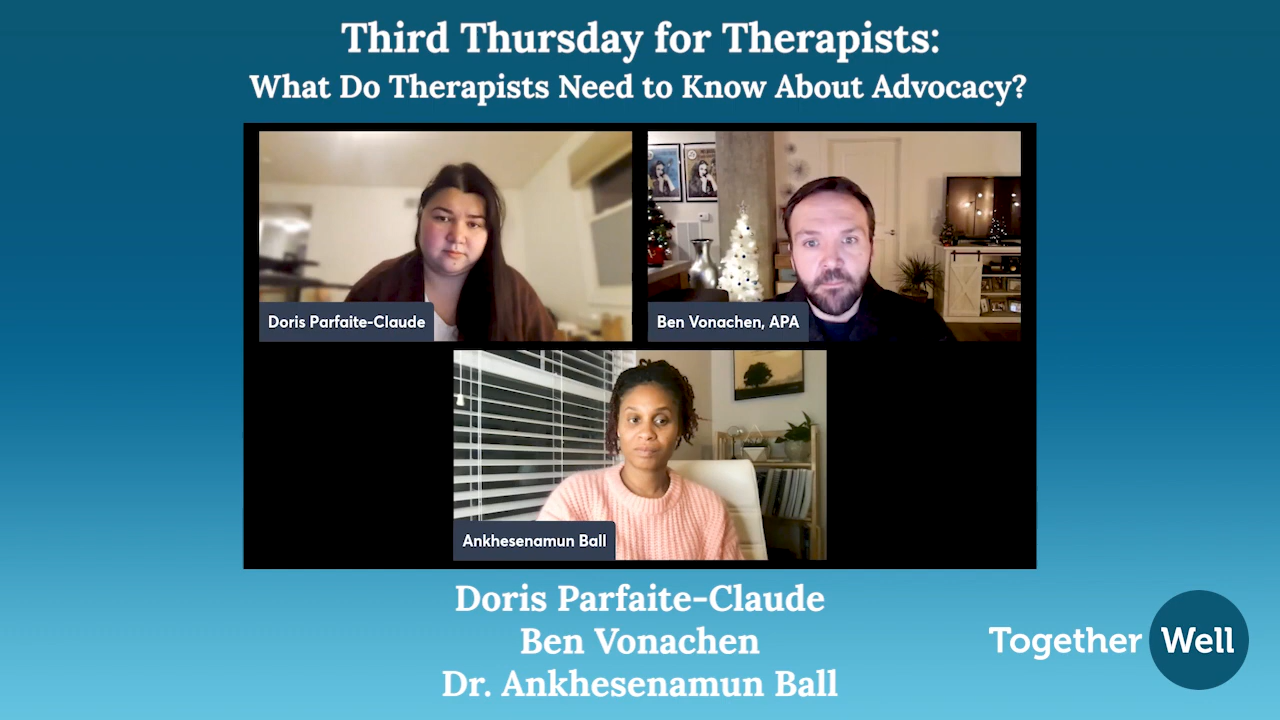 Third Thursday for Therapists:
What Do Therapists Need to Know About Advocacy?
Doris Parfaite-Claude
Ben Vonachen, APA
Ankhesenamun Ball
Doris Parfaite-Claude
Ben Vonachen
Dr. Ankhesenamun Ball
Together Well